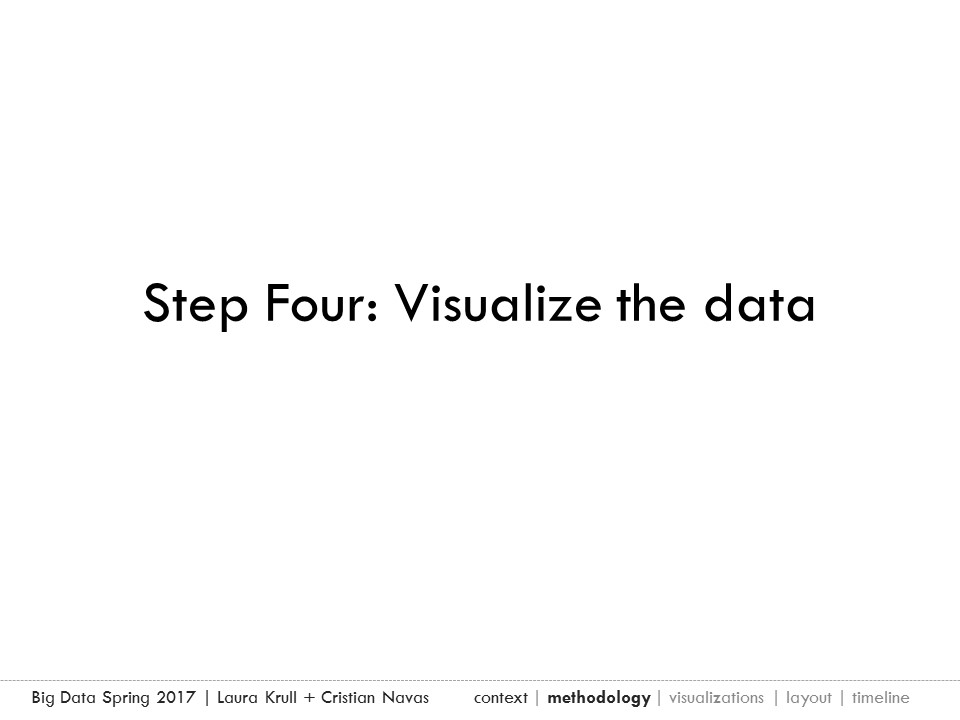 Step Four: Visualize the data
Big Data Spring 2017 | Laura Krull + Cristian Navas context | methodology | visualizations | layout | timeline